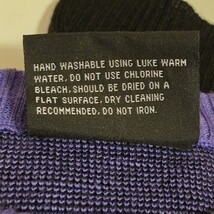 HAND WASHABLE USING LUKE WARM
WATER. DO NOT USE CHLORINE
BLEACH, SHOULD BE DRIED ON A
FLAT SURFACE. DRY CLEANING
RECOMMENDED. DO NOT IRON.